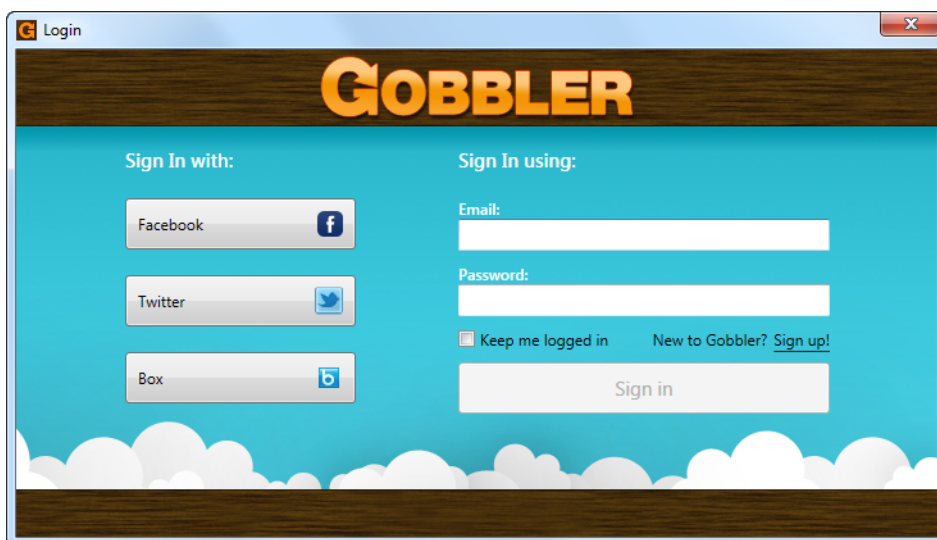 Login
GOBBLER
Sign In with:
Facebook
Twitter
Box
Sign In using:
Email:
Password:
Keep me logged in
New to Gobbler? Sign up!
Sign in